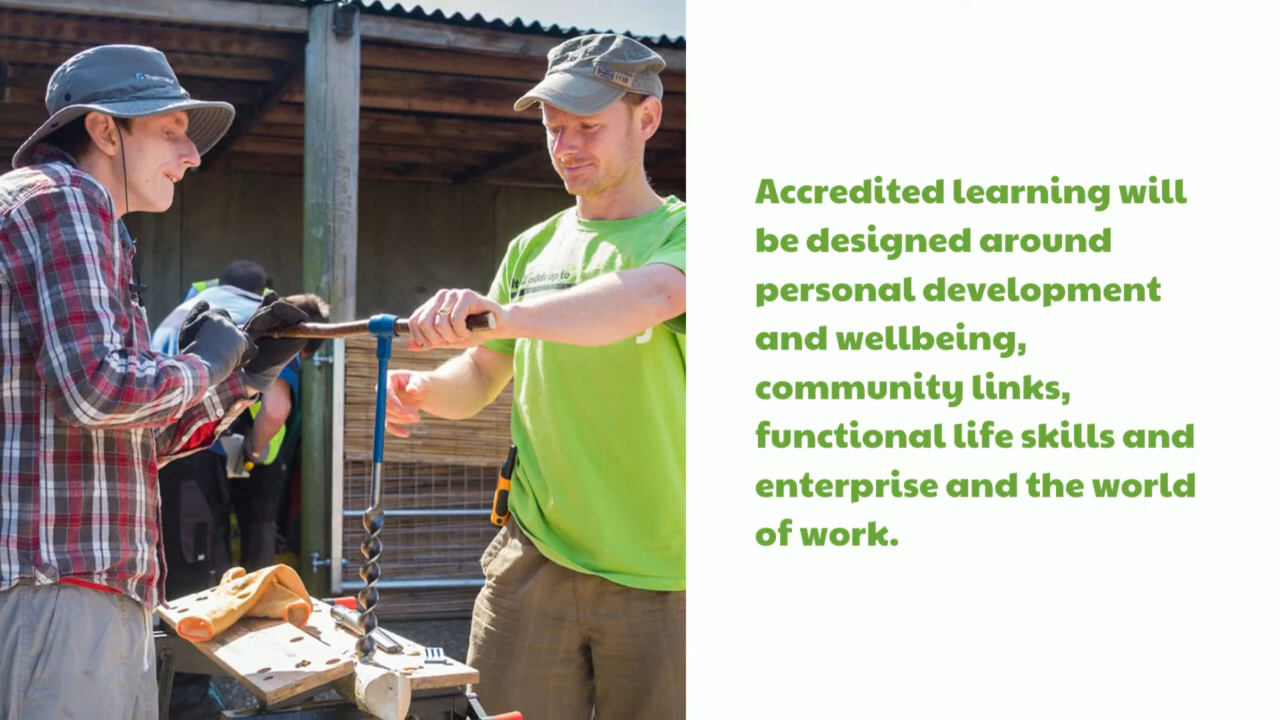 Accredited learning will
be designed around
personal development
and wellbeing,
community links,
functional life skills and
enterprise and the world
of work.